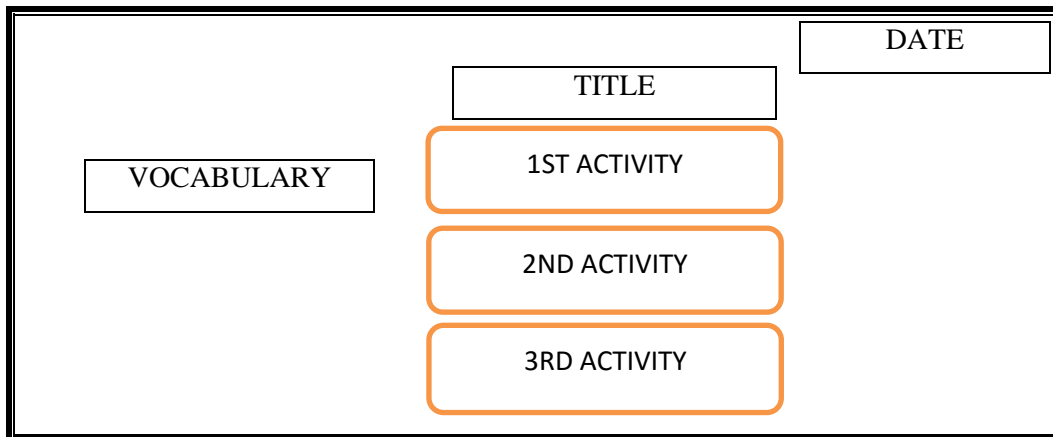 DATE
TITLE
1ST ACTIVITY
VOCABULARY
2ND ACTIVITY
3RD ACTIVITY